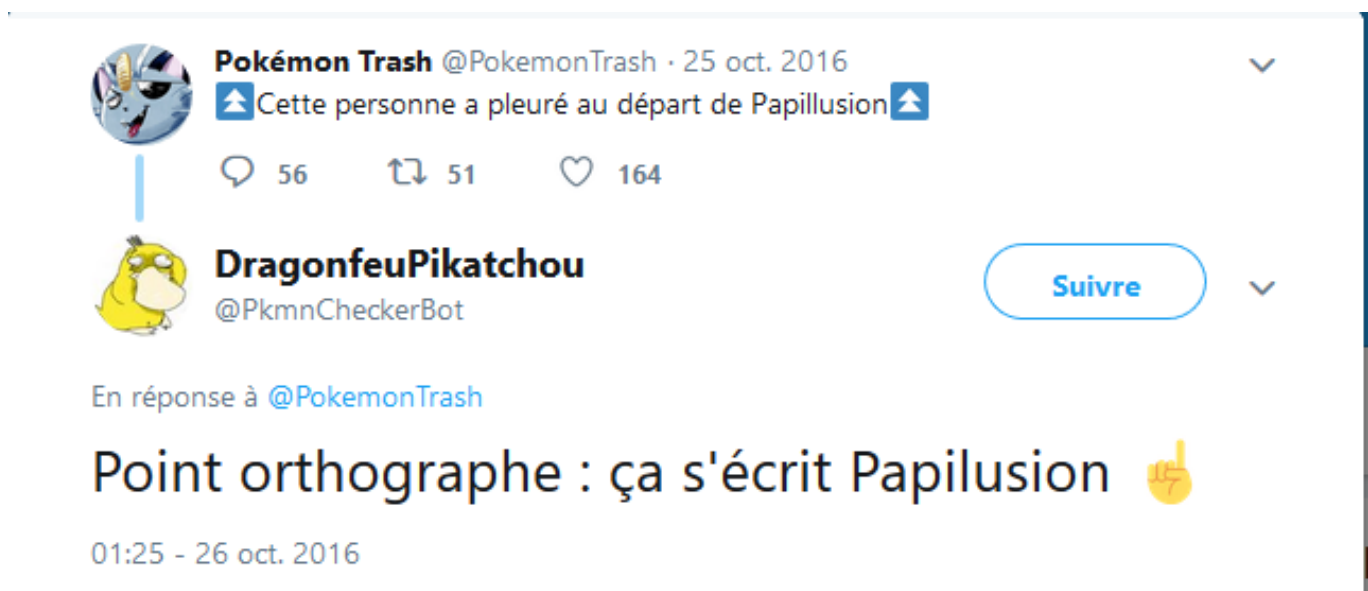 Pokémon Trash @PokemonTrash · 25 oct. 2016
⏫Cette personne a pleuré au départ de Papillusion⏫
56 51 164
DragonfeuPikatchou
Suivre
@PkmnCheckerBot
En réponse à @PokemonTrash
Point orthographe : ça s'écrit Papilusion ☝
01:25 - 26 oct. 2016